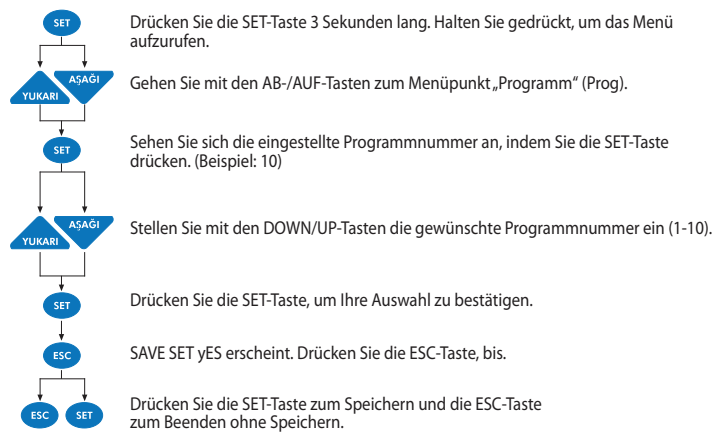 SET
Drücken Sie die SET-Taste 3 Sekunden lang. Halten Sie gedrückt, um das Menü
aufzurufen.
YUKARI
AŞAĞI
Gehen Sie mit den AB-/AUF-Tasten zum Menüpunkt „Programm“ (Prog).
SET
Sehen Sie sich die eingestellte Programmnummer an, indem Sie die SET-Taste
drücken. (Beispiel: 10)
YUKARI
AŞAĞI
Stellen Sie mit den DOWN/UP-Tasten die gewünschte Programmnummer ein (1-10).
SET
Drücken Sie die SET-Taste, um Ihre Auswahl zu bestätigen.
ESC
SAVE SET yES erscheint. Drücken Sie die ESC-Taste, bis.
ESC
SET
Drücken Sie die SET-Taste zum Speichern und die ESC-Taste
zum Beenden ohne Speichern.